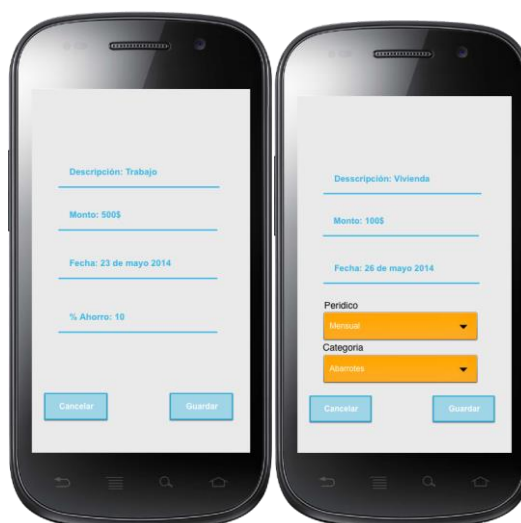 Descripción: Trabajo
Monto: 500$
Fecha: 23 de mayo 2014
% Ahorro: 10
Cancelar
Guardar
Desscripción: Vivienda
Monto: 100$
Fecha: 26 de mayo 2014
Peridico
Mensual
Categoria
Abarrotes
Cancelar
Guardar